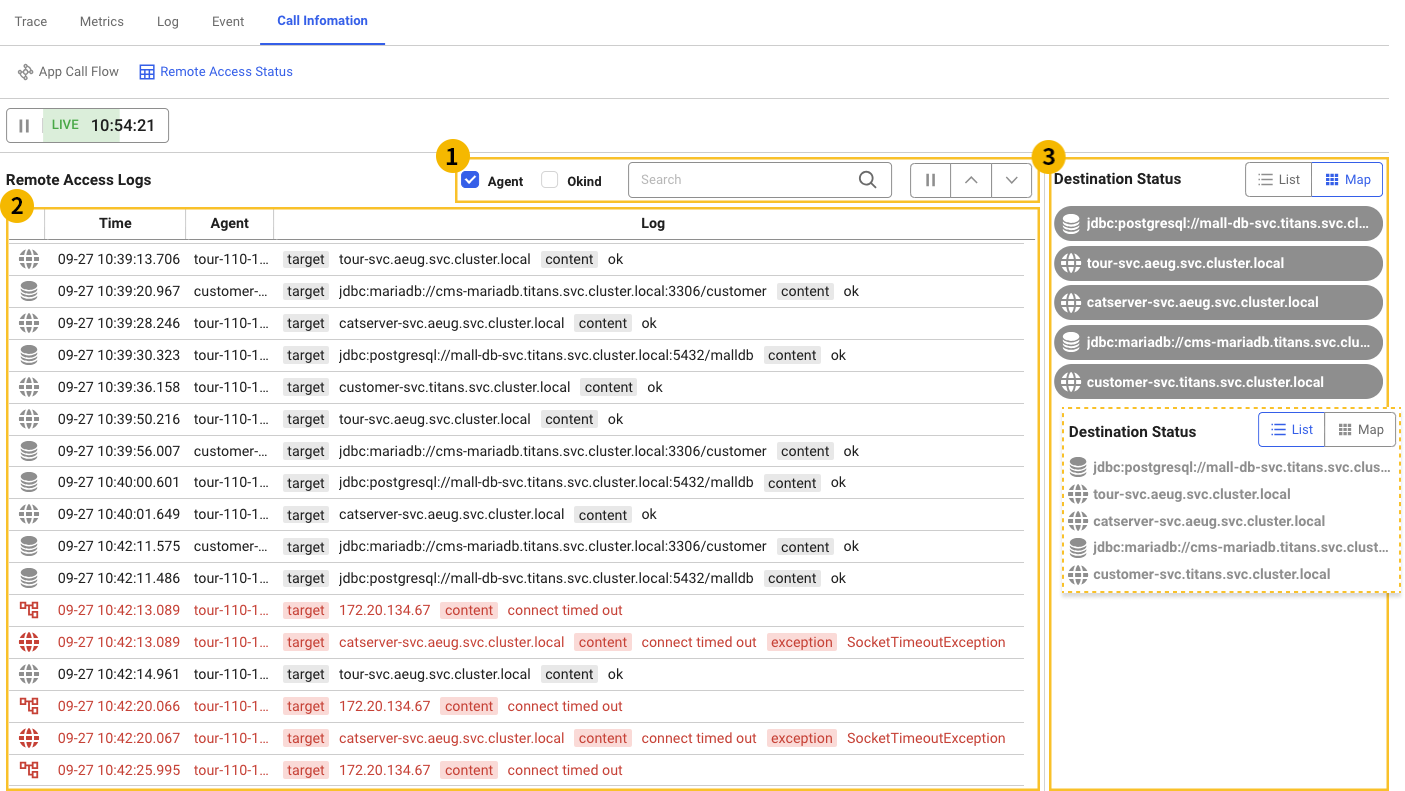 Trace Metrics Log Event Call Infomation
App Call Flow Remote Access Status
LIVE 10:54:21
1
3
Remote Access Logs
Agent Okind Search
2
Time Agent Log
09-27 10:39:13.706 tour-110-1... target tour-svc.aeug.svc.cluster.local content ok
09-27 10:39:20.967 customer-... target jdbc:mariadb://cms-mariadb.titans.svc.cluster.local:3306/customer content ok
09-27 10:39:28.246 tour-110-1... target catserver-svc.aeug.svc.cluster.local content ok
09-27 10:39:30.323 tour-110-1... target jdbc:postgresql://mall-db-svc.titans.svc.cluster.local:5432/malldb content ok
09-27 10:39:36.158 tour-110-1... target customer-svc.titans.svc.cluster.local content ok
09-27 10:39:50.216 tour-110-1... target tour-svc.aeug.svc.cluster.local content ok
09-27 10:39:56.007 customer-... target jdbc:mariadb://cms-mariadb.titans.svc.cluster.local:3306/customer content ok
09-27 10:40:00.601 tour-110-1... target jdbc:postgresql://mall-db-svc.titans.svc.cluster.local:5432/malldb content ok
09-27 10:40:01.649 tour-110-1... target catserver-svc.aeug.svc.cluster.local content ok
09-27 10:42:11.575 customer-... target jdbc:mariadb://cms-mariadb.titans.svc.cluster.local:3306/customer content ok
09-27 10:42:11.486 tour-110-1... target jdbc:postgresql://mall-db-svc.titans.svc.cluster.local:5432/malldb content ok
09-27 10:42:13.089 tour-110-1... target 172.20.134.67 content connect timed out
09-27 10:42:13.089 tour-110-1... target catserver-svc.aeug.svc.cluster.local content connect timed out exception SocketTimeoutException
09-27 10:42:14.961 tour-110-1... target tour-svc.aeug.svc.cluster.local content ok
09-27 10:42:20.066 tour-110-1... target 172.20.134.67 content connect timed out
09-27 10:42:20.067 tour-110-1... target catserver-svc.aeug.svc.cluster.local content connect timed out exception SocketTimeoutException
09-27 10:42:25.995 tour-110-1... target 172.20.134.67 content connect timed out
Destination Status List Map
jdbc:postgresql://mall-db-svc.titans.svc.cl...
tour-svc.aeug.svc.cluster.local
catserver-svc.aeug.svc.cluster.local
jdbc:mariadb://cms-mariadb.titans.svc.clu...
customer-svc.titans.svc.cluster.local
Destination Status List Map
jdbc:postgresql://mall-db-svc.titans.svc.clus...
tour-svc.aeug.svc.cluster.local
catserver-svc.aeug.svc.cluster.local
jdbc:mariadb://cms-mariadb.titans.svc.clust...
customer-svc.titans.svc.cluster.local